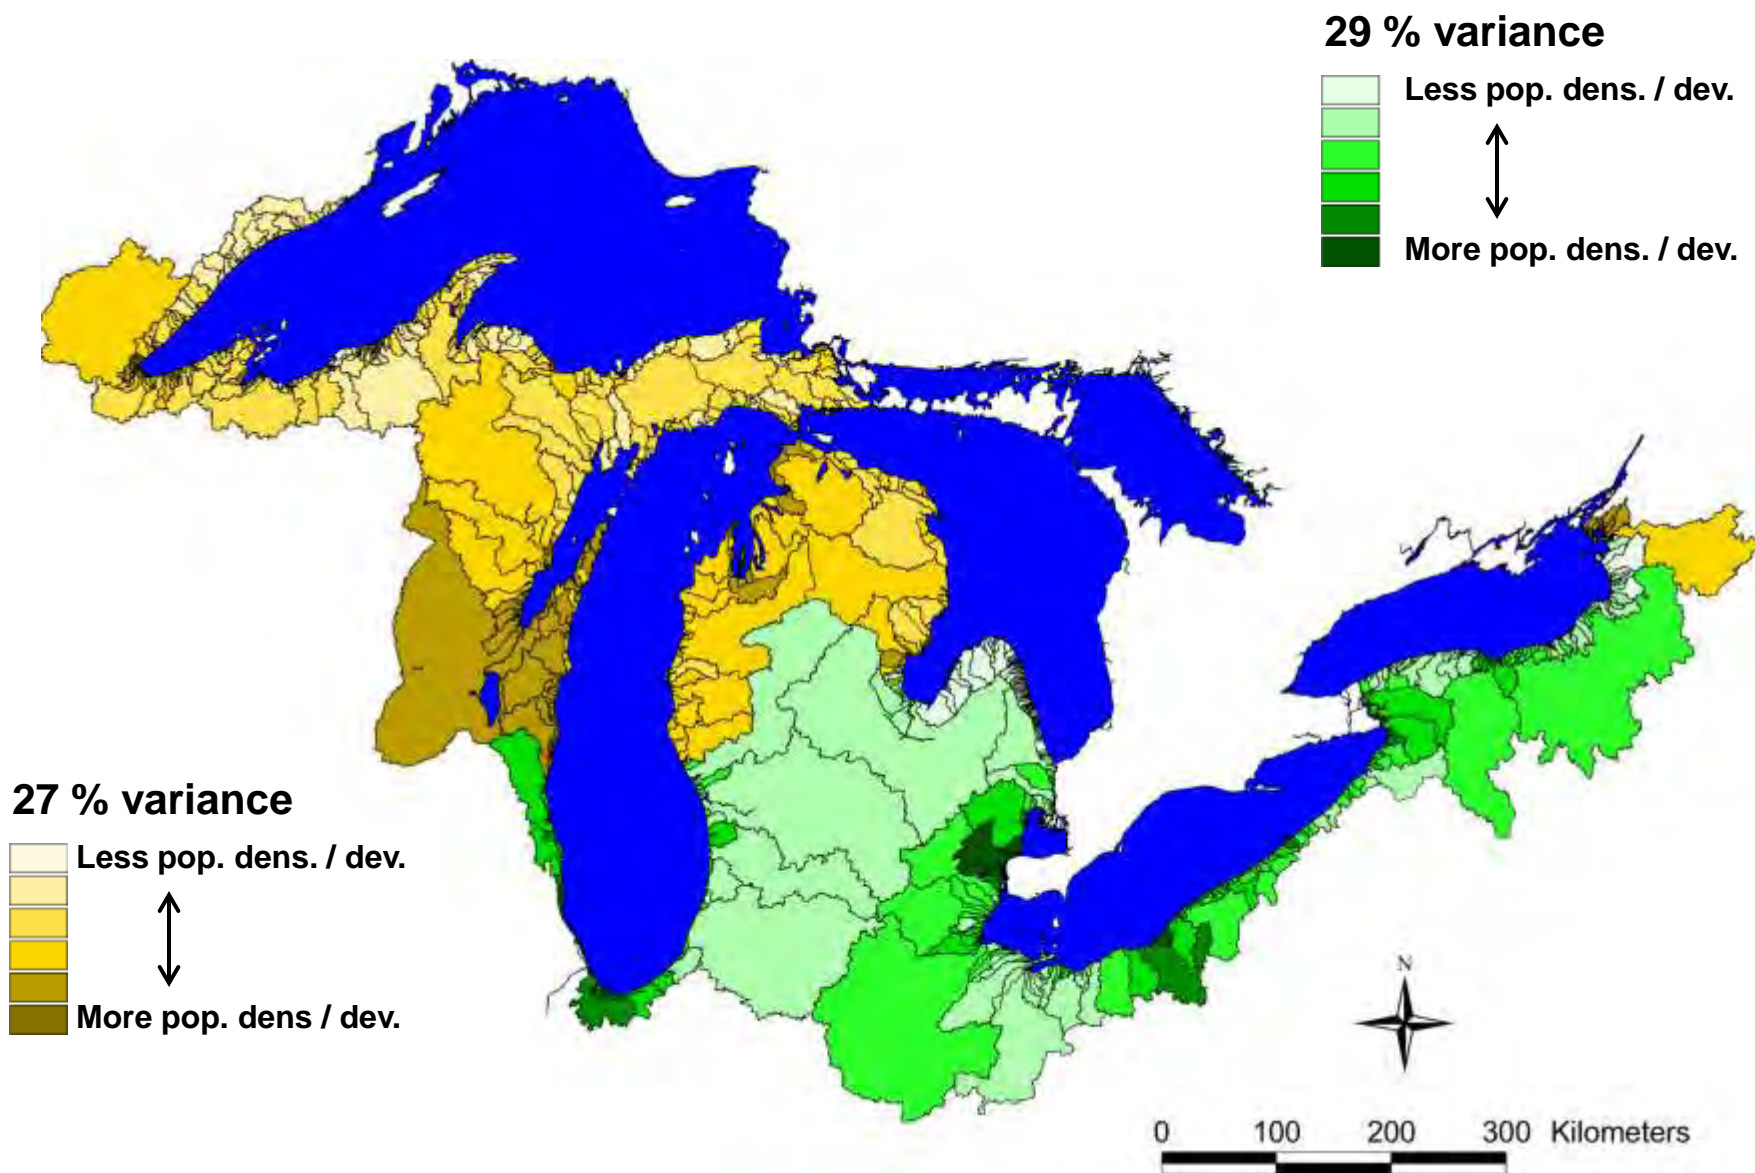 29 % variance
Less pop. dens. / dev.
More pop. dens. / dev.
27 % variance
Less pop. dens. / dev.
More pop. dens / dev.
N
0 100 200 300 Kilometers